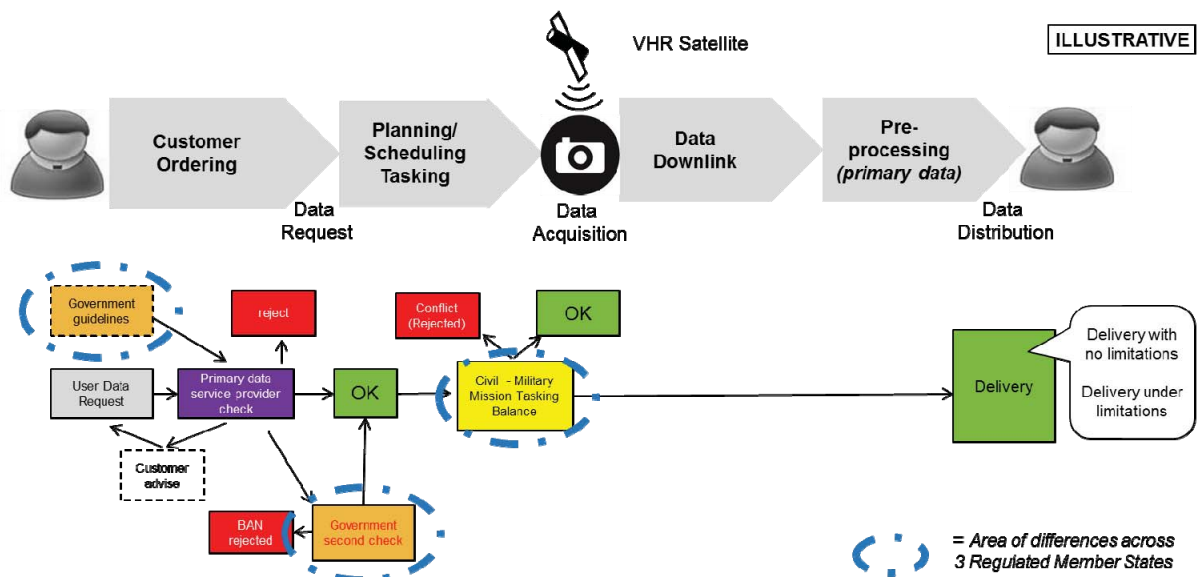 VHR Satellite
ILLUSTRATIVE
Customer
Ordering
Planning/
Scheduling
Tasking
Data
Downlink
Pre-
processing
(primary data)
Data
Request
Data
Acquisition
Data
Distribution
Government
guidelines
reject
Conflict
(Rejected)
OK
User Data
Request
Primary data
service provider
check
OK
Civil - Military
Mission Tasking
Balance
Delivery
Delivery with
no limitations
Delivery under
limitations
Customer
advise
BAN
rejected
Government
second check
= Area of differences across
3 Regulated Member States